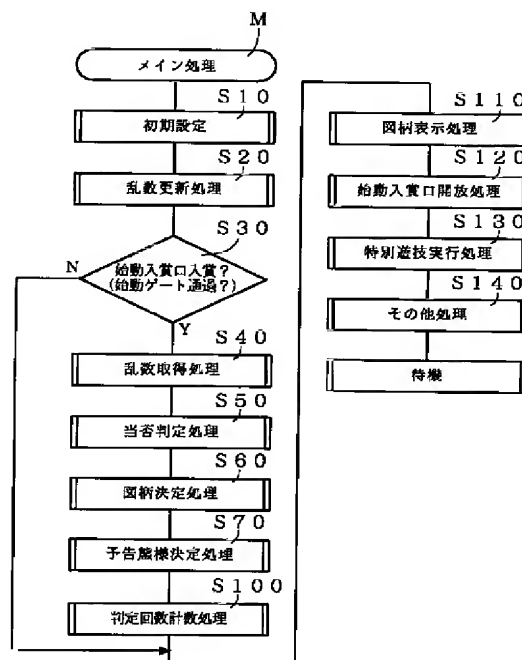 M
メイン処理
S10
初期設定
S20
乱数更新処理
S30
始動入賞口入賞?
(始動ゲート通過?)
N
Y
S40
乱数取得処理
S50
当否判定処理
S60
図柄決定処理
S70
予告態様決定処理
S100
判定回数計数処理
S110
図柄表示処理
S120
始動入賞口開放処理
S130
特別遊技実行処理
S140
その他処理
待機